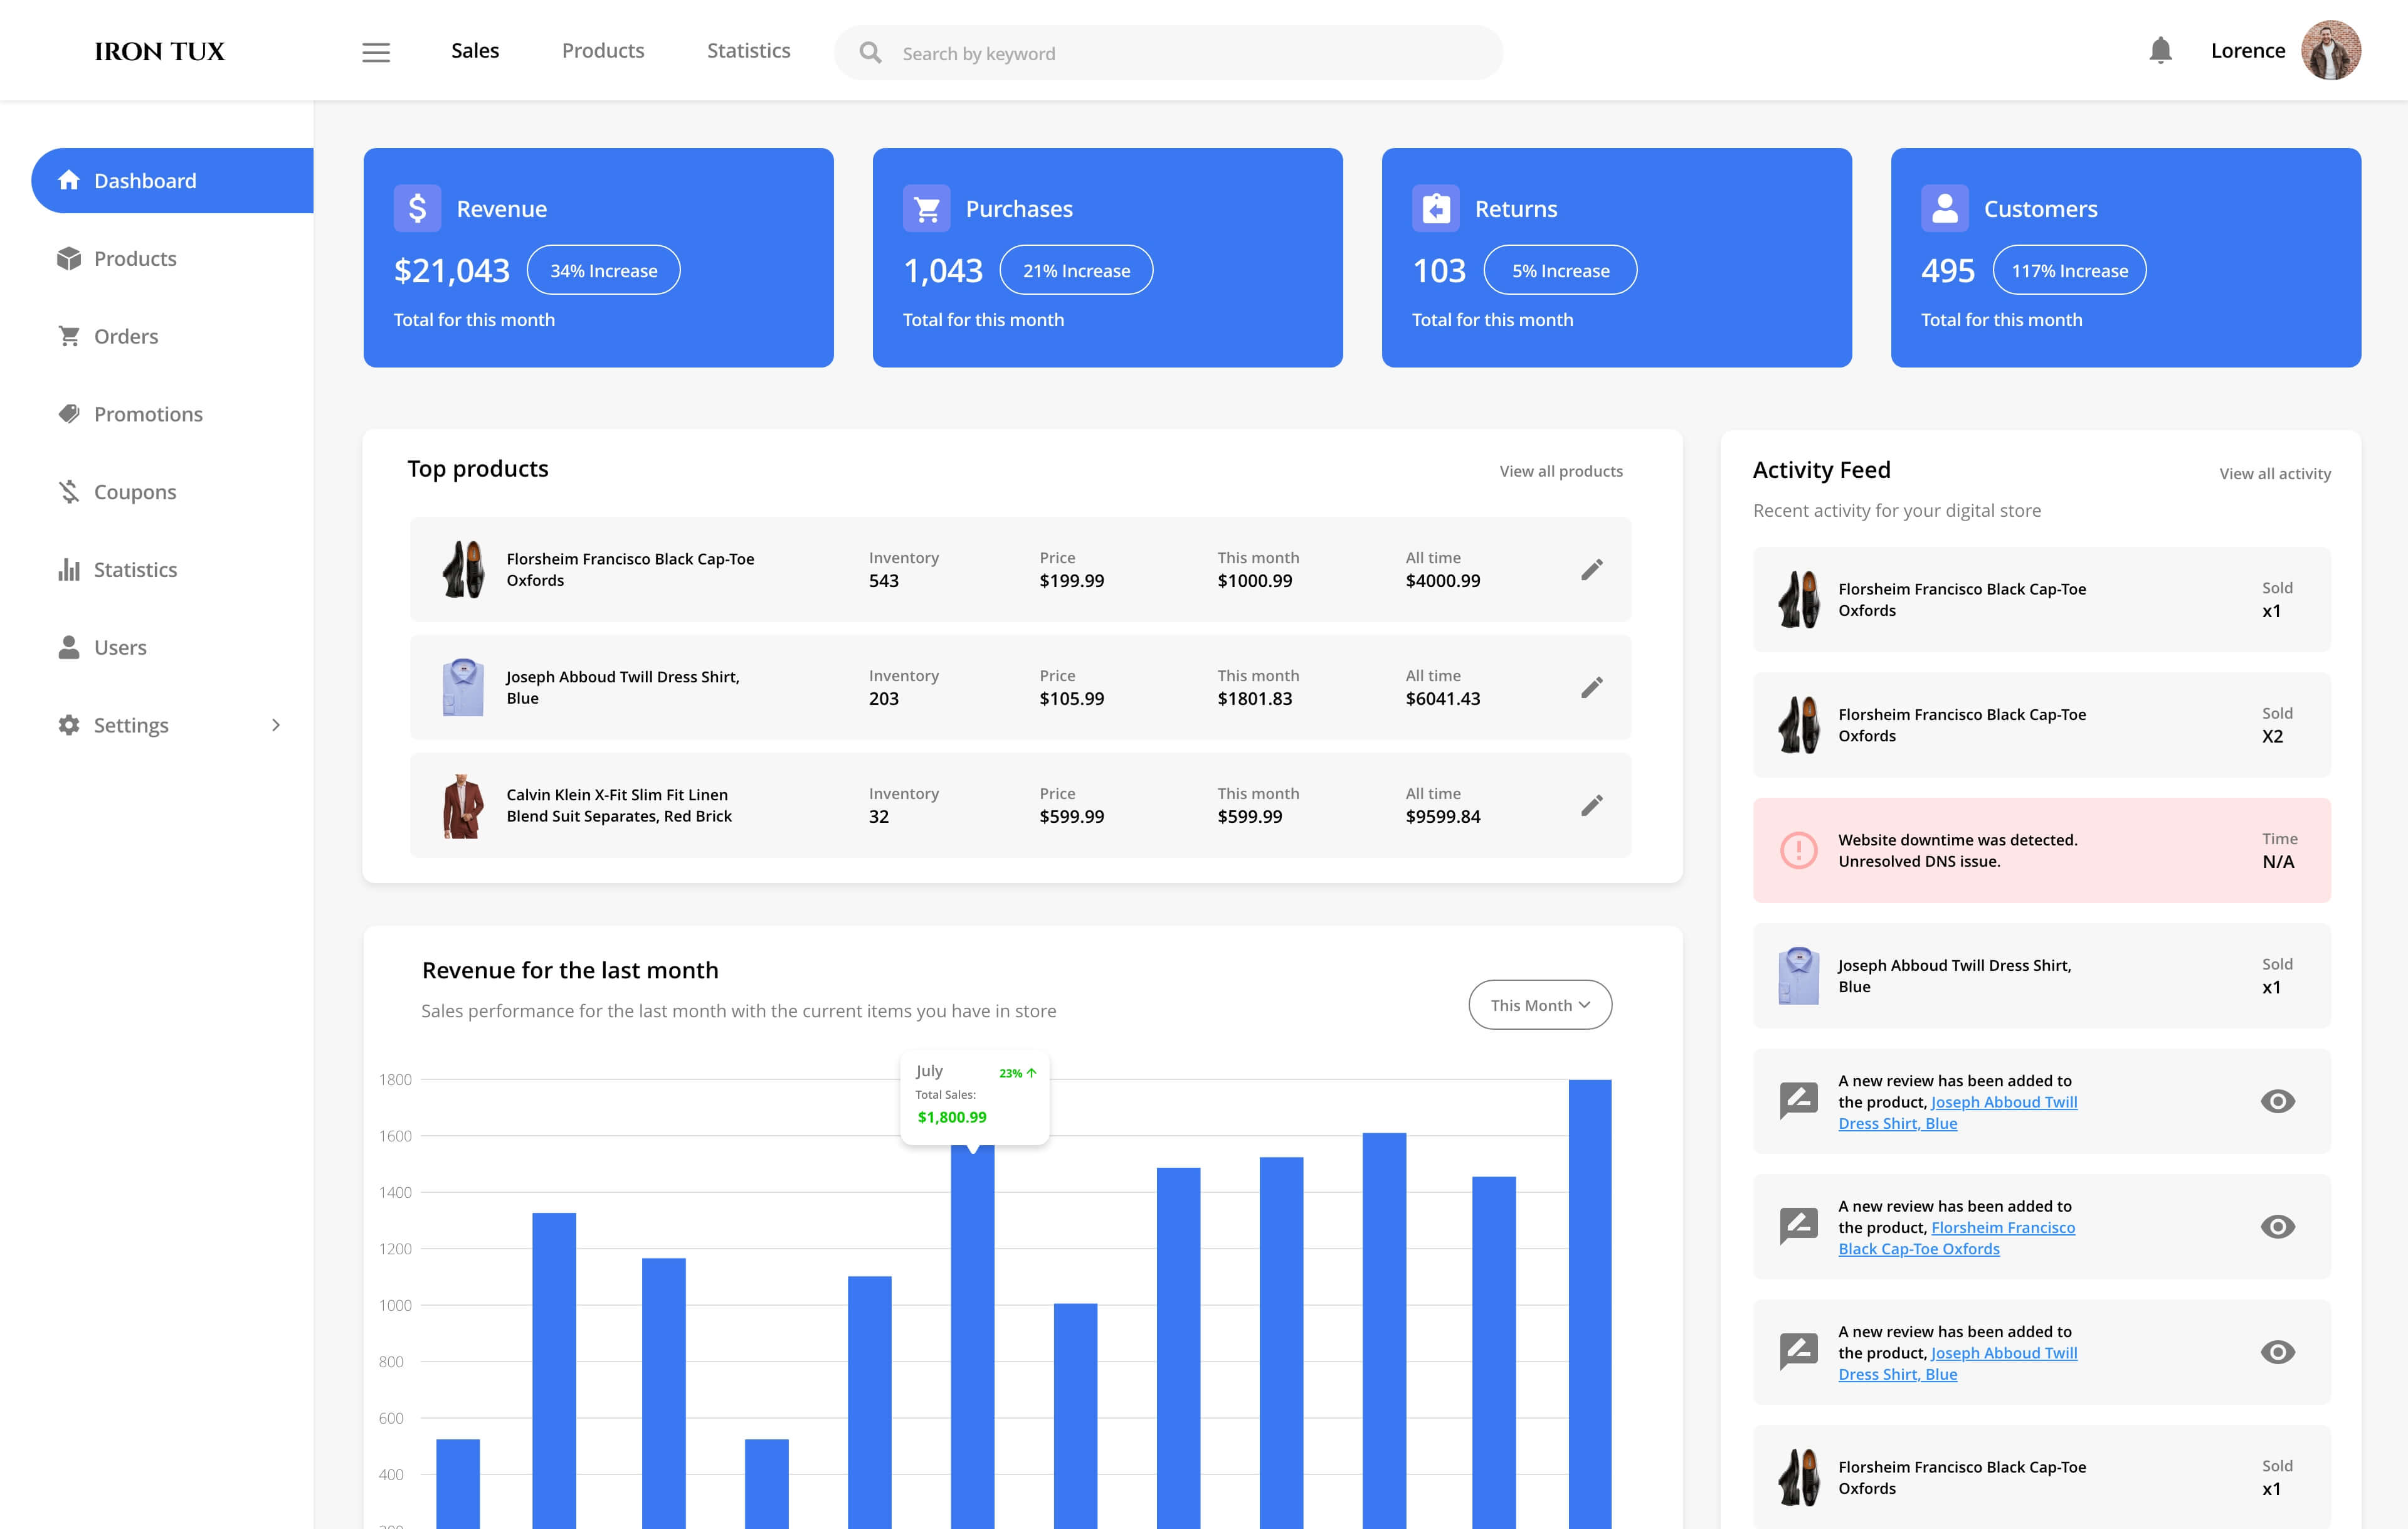 IRON TUX
Sales
Products
Statistics
Search by keyword
Lorence
Dashboard
Products
Orders
Promotions
Coupons
Statistics
Users
Settings
Revenue
$21,043
34% Increase
Total for this month
Purchases
1,043
21% Increase
Total for this month
Returns
103
5% Increase
Total for this month
Customers
495
117% Increase
Total for this month
Top products
View all products
Florsheim Francisco Black Cap-Toe
Oxfords
Inventory
543
Price
$199.99
This month
$1000.99
All time
$4000.99
Joseph Abboud Twill Dress Shirt,
Blue
Inventory
203
Price
$105.99
This month
$1801.83
All time
$6041.43
Calvin Klein X-Fit Slim Fit Linen
Blend Suit Separates, Red Brick
Inventory
32
Price
$599.99
This month
$599.99
All time
$9599.84
Revenue for the last month
Sales performance for the last month with the current items you have in store
This Month
July
23%
Total Sales:
$1,800.99
1800
1600
1400
1200
1000
800
600
400
Activity Feed
View all activity
Recent activity for your digital store
Florsheim Francisco Black Cap-Toe
Oxfords
Sold
x1
Florsheim Francisco Black Cap-Toe
Oxfords
Sold
X2
Website downtime was detected.
Unresolved DNS issue.
Time
N/A
Joseph Abboud Twill Dress Shirt,
Blue
Sold
x1
A new review has been added to
the product, Joseph Abboud Twill
Dress Shirt, Blue
A new review has been added to
the product, Florsheim Francisco
Black Cap-Toe Oxfords
A new review has been added to
the product, Joseph Abboud Twill
Dress Shirt, Blue
Florsheim Francisco Black Cap-Toe
Oxfords
Sold
x1